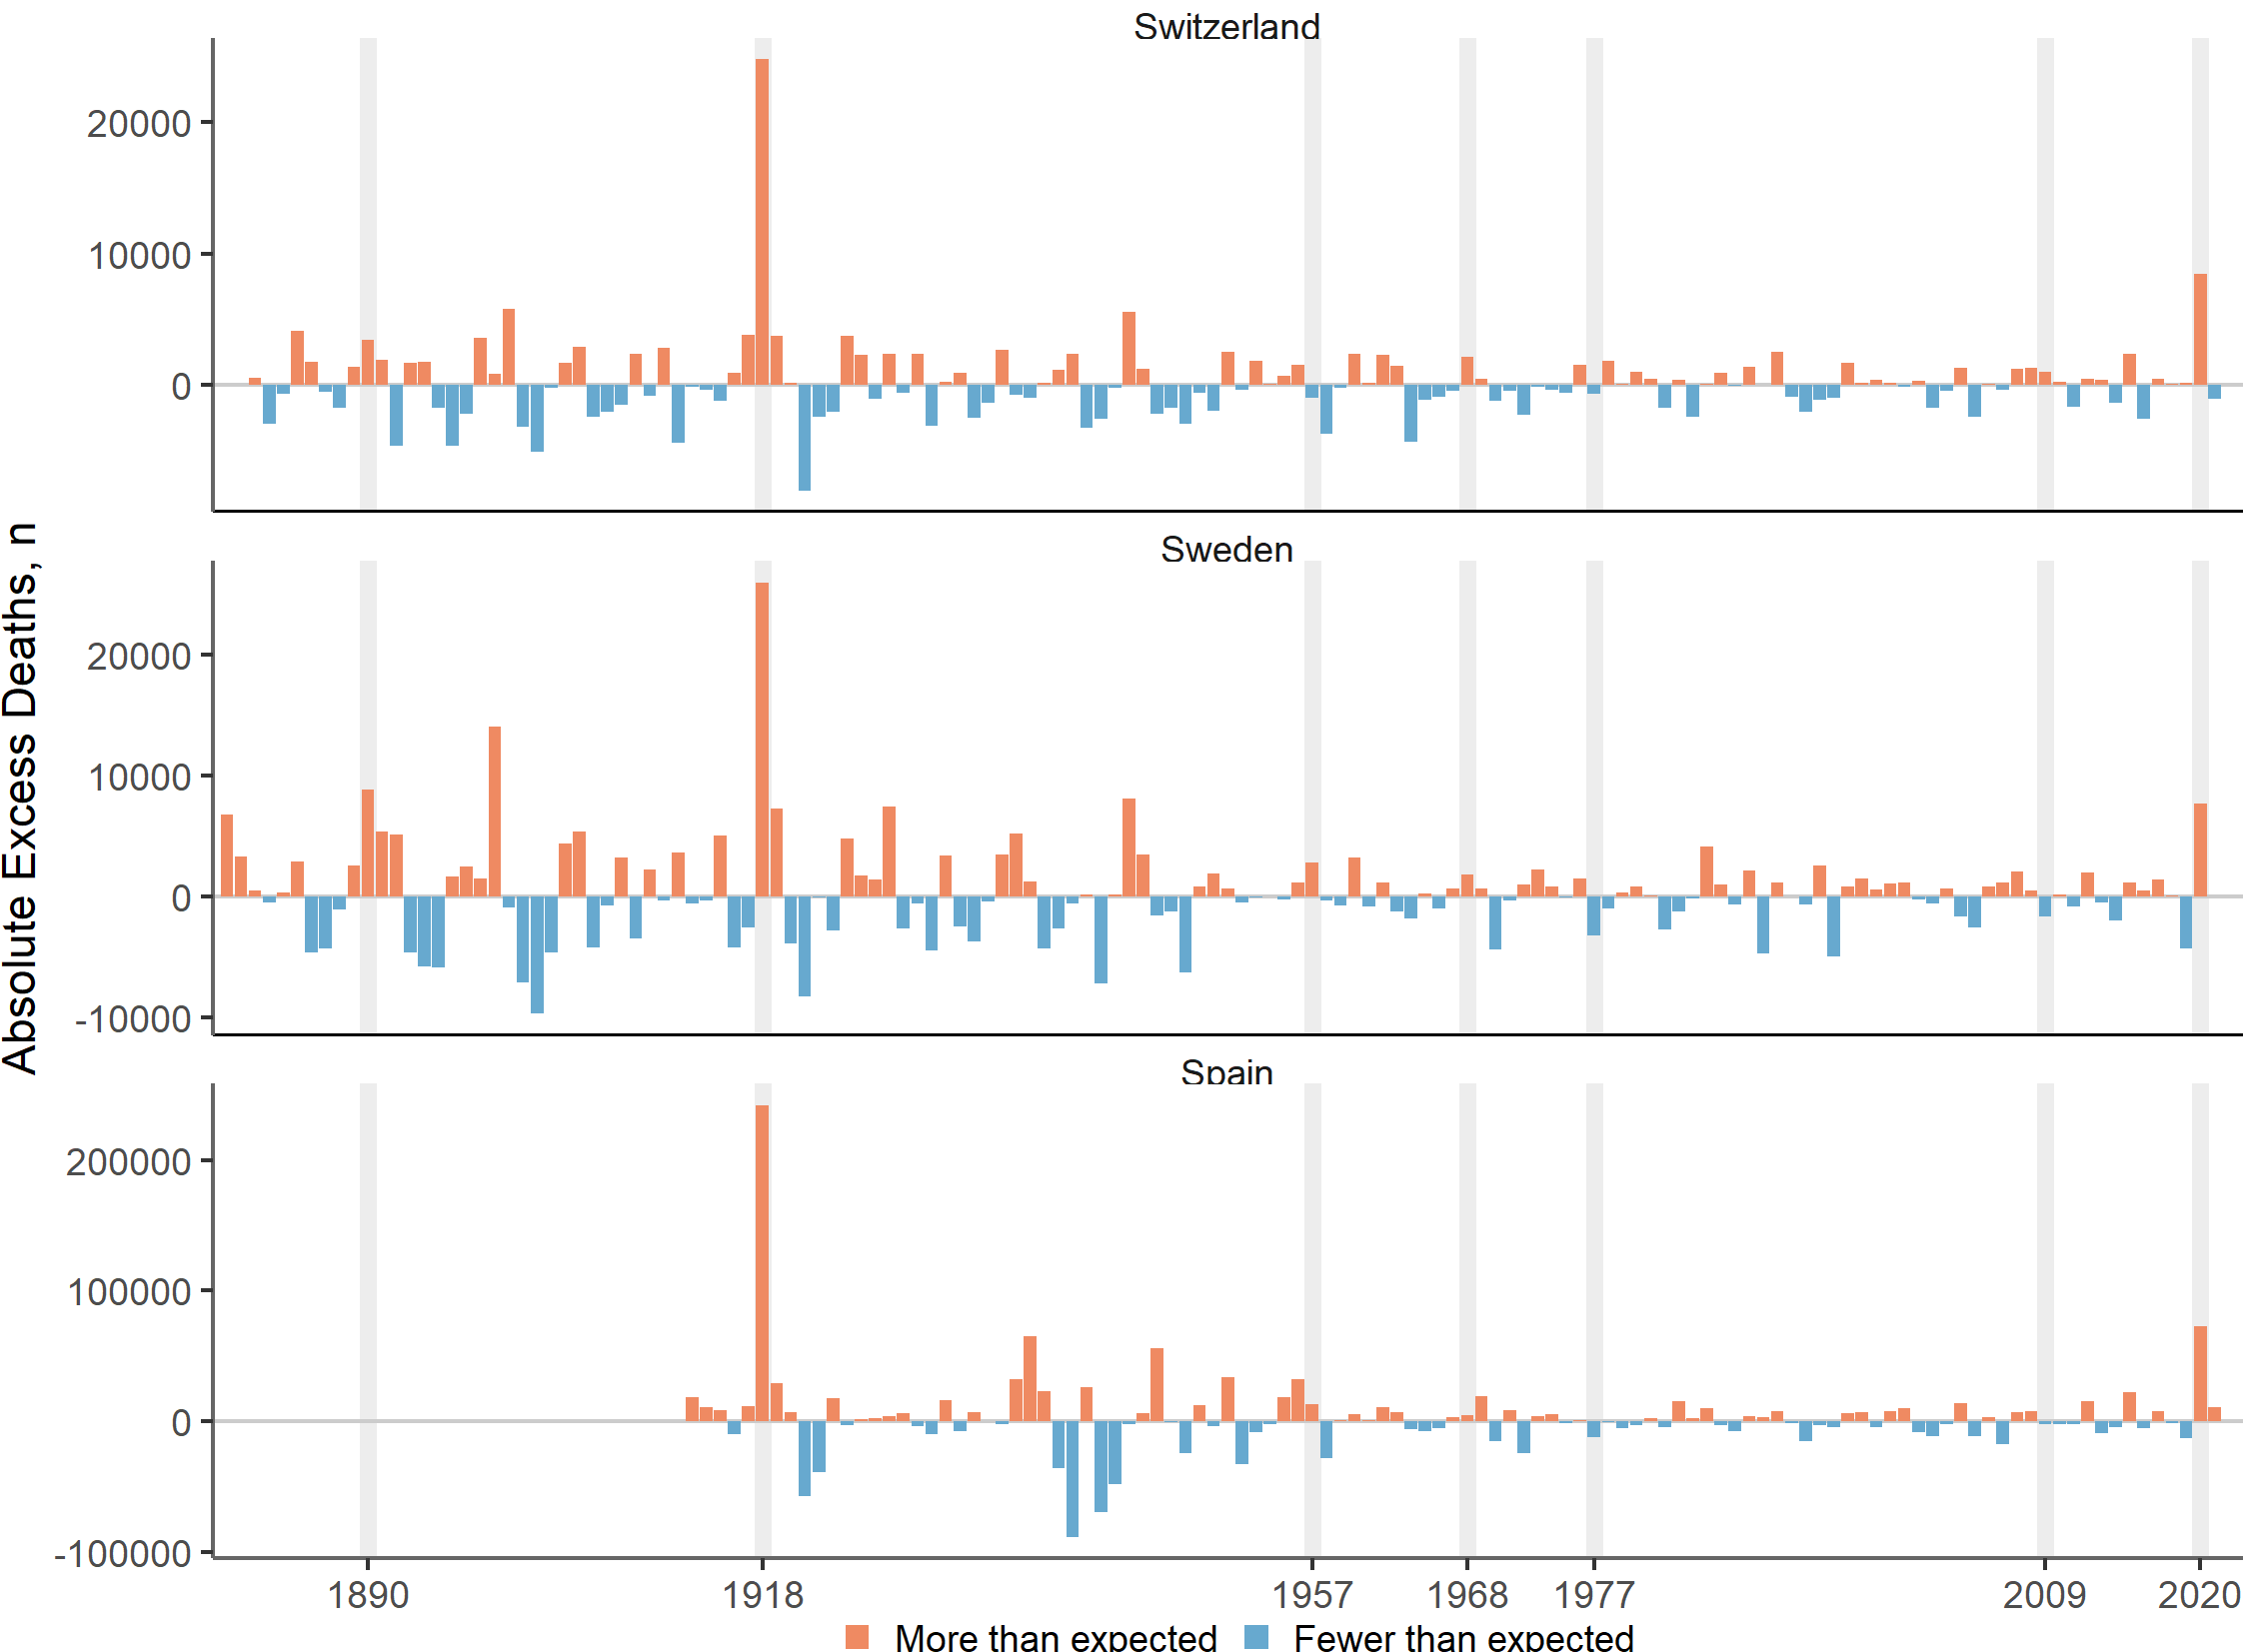 Switzerland
20000
10000
0
Absolute Excess Deaths, n
Sweden
20000
10000
0
-10000
Spain
200000
100000
0
-100000
1890 1918 1957 1968 1977 2009 2020
More than expected Fewer than expected